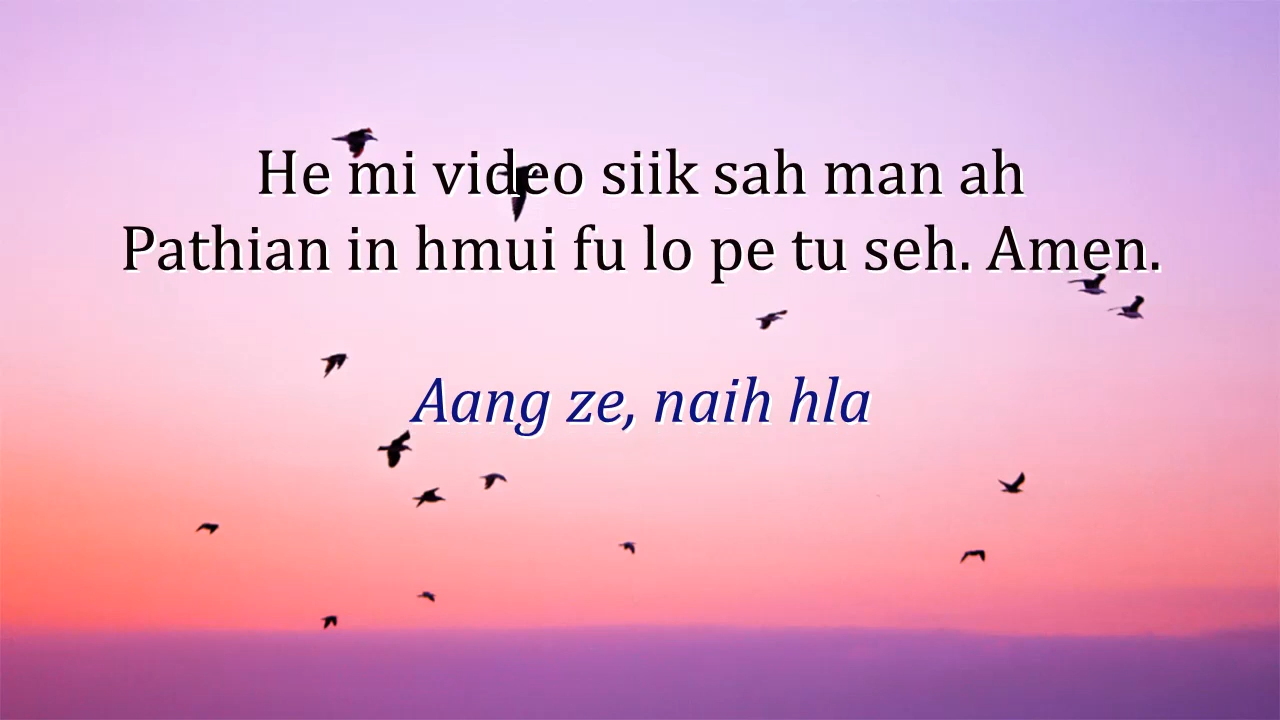 He mi video siik sah man ah
Pathian in hmui fu lo pe tu seh. Amen.
Aang ze, naih hla